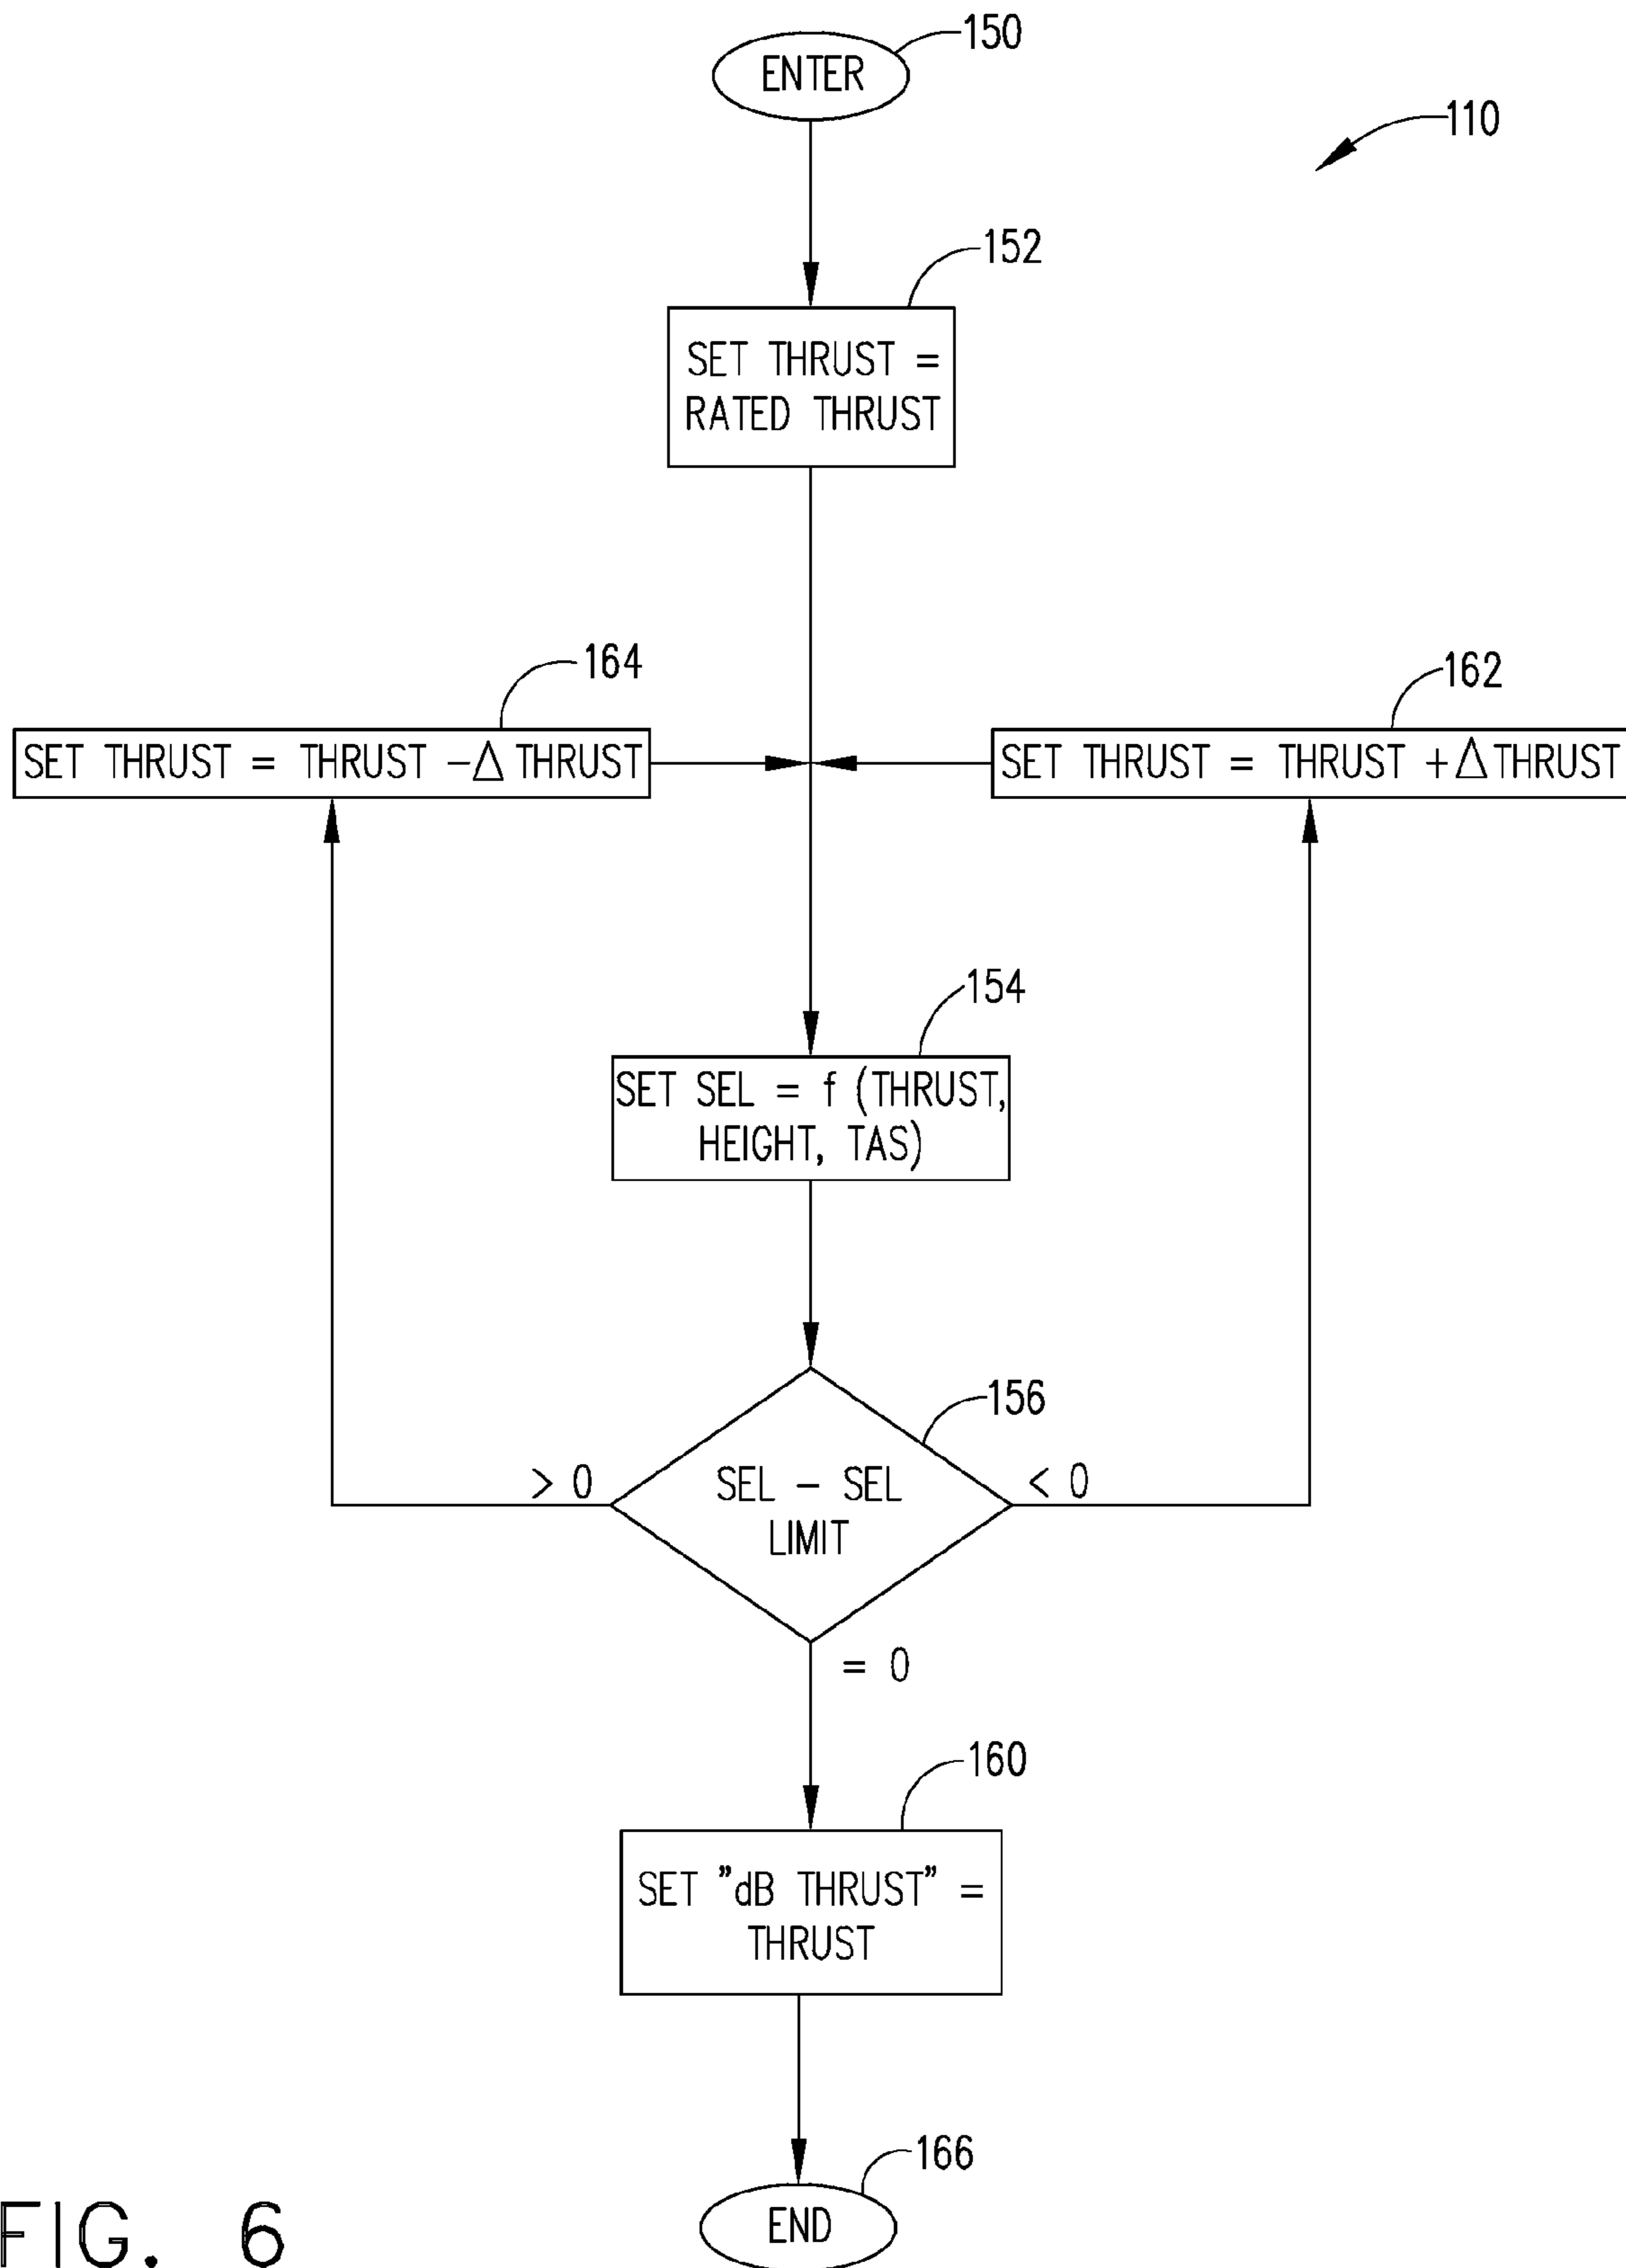 150
ENTER
110
152
SET THRUST =
RATED THRUST
164
162
SET THRUST = THRUST -Δ THRUST
SET THRUST = THRUST +Δ THRUST
154
SET SEL = f (THRUST,
HEIGHT, TAS)
156
> 0
SEL - SEL
LIMIT
< 0
= 0
160
SET "dB THRUST" =
THRUST
166
END
FIG. 6